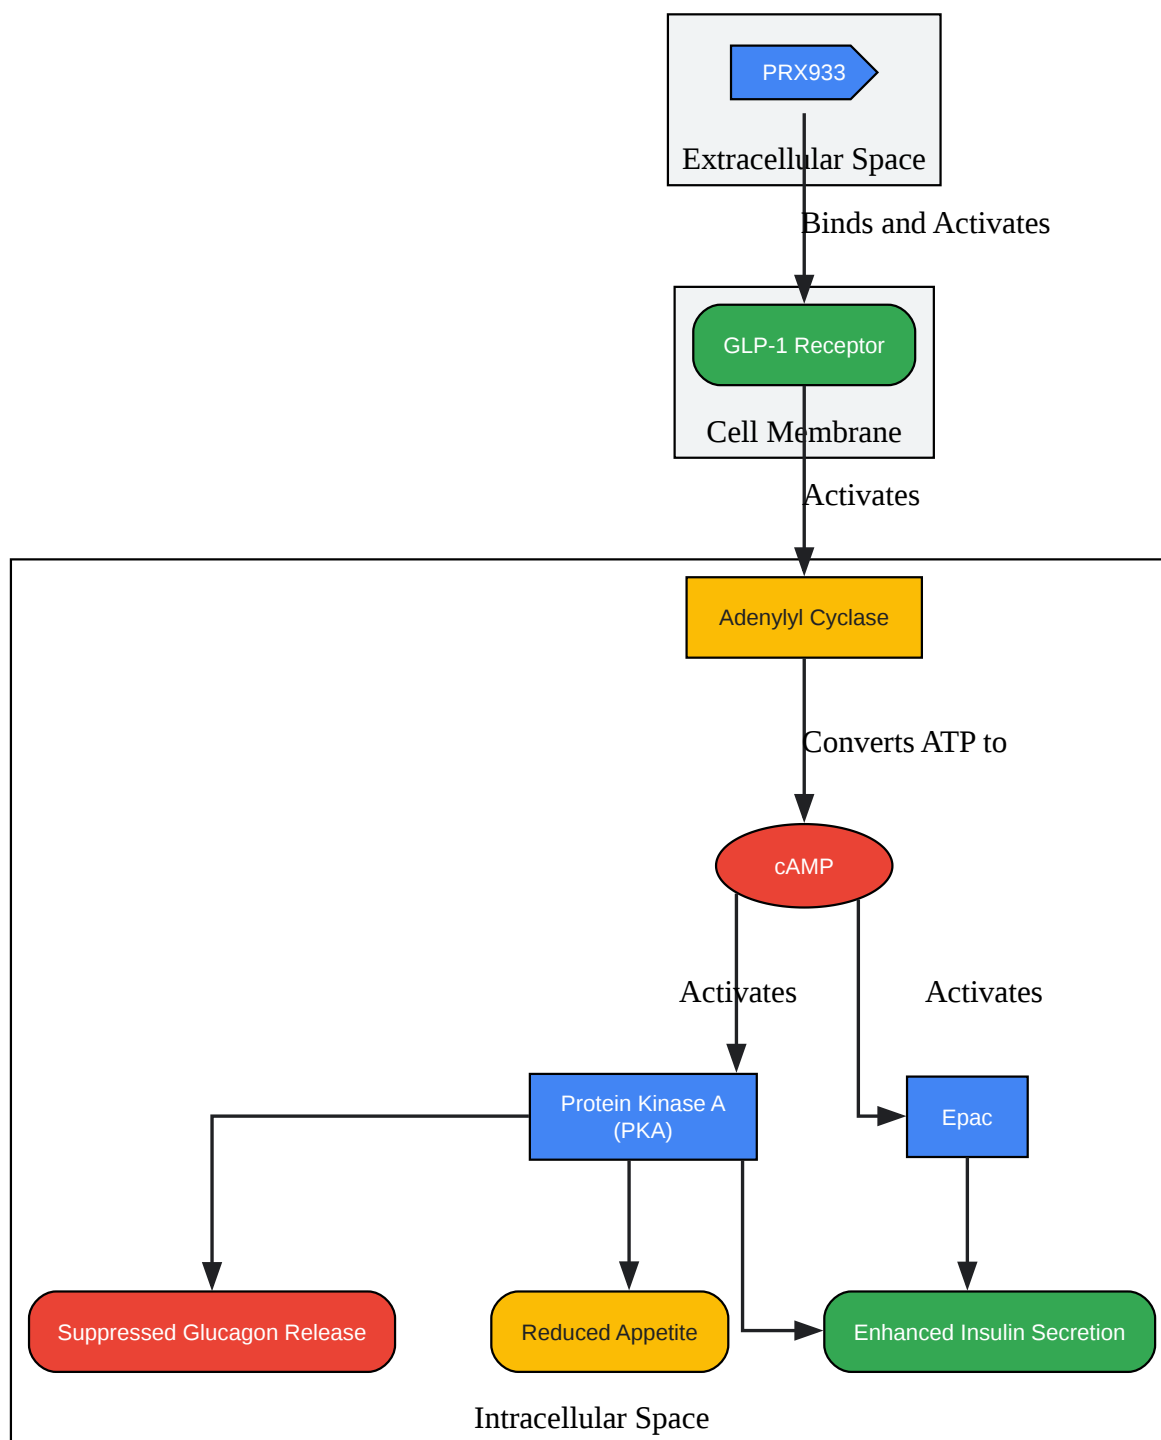 PRX933
Extracellular Space
Binds and Activates
GLP-1 Receptor
Cell Membrane
Activates
Adenylyl Cyclase
Converts ATP to
cAMP
Activates
Activates
Protein Kinase A
(PKA)
Epac
Suppressed Glucagon Release
Reduced Appetite
Enhanced Insulin Secretion
Intracellular Space